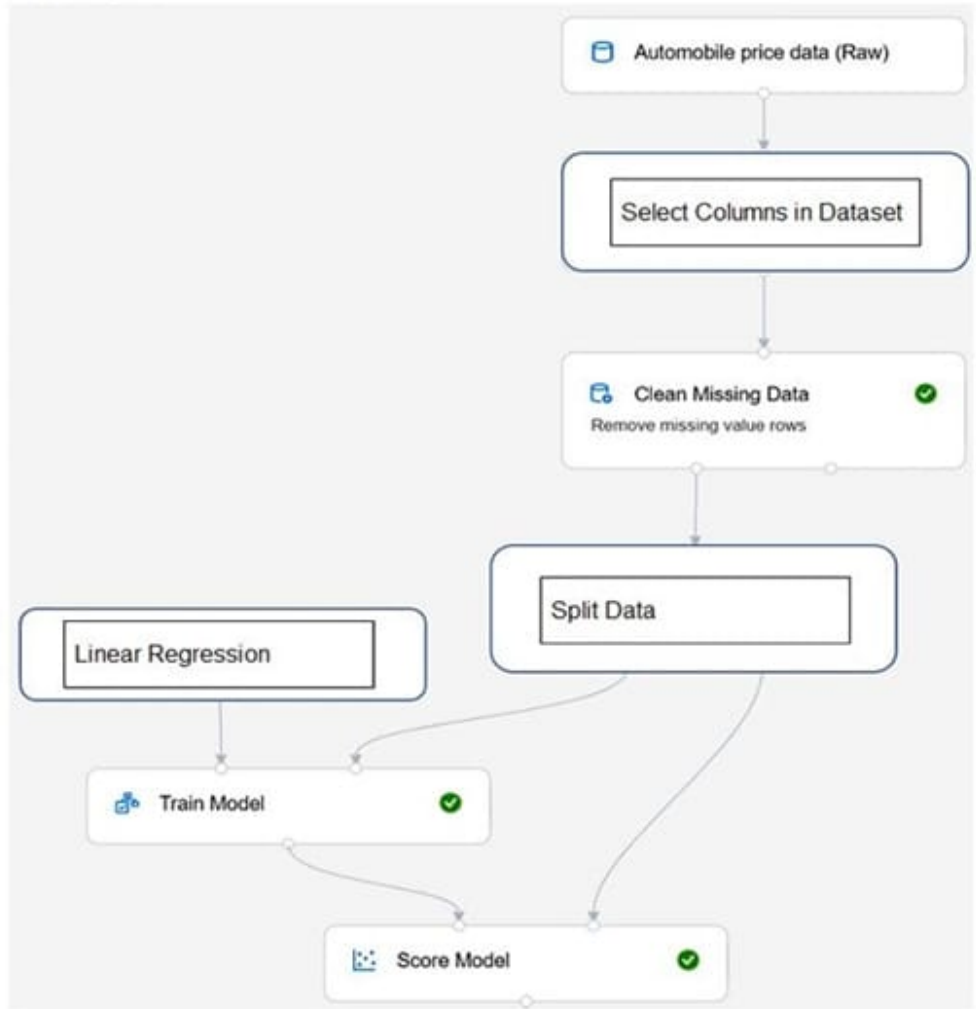 Automobile price data (Raw)
Select Columns in Dataset
Clean Missing Data
Remove missing value rows
Split Data
Linear Regression
Train Model
Score Model